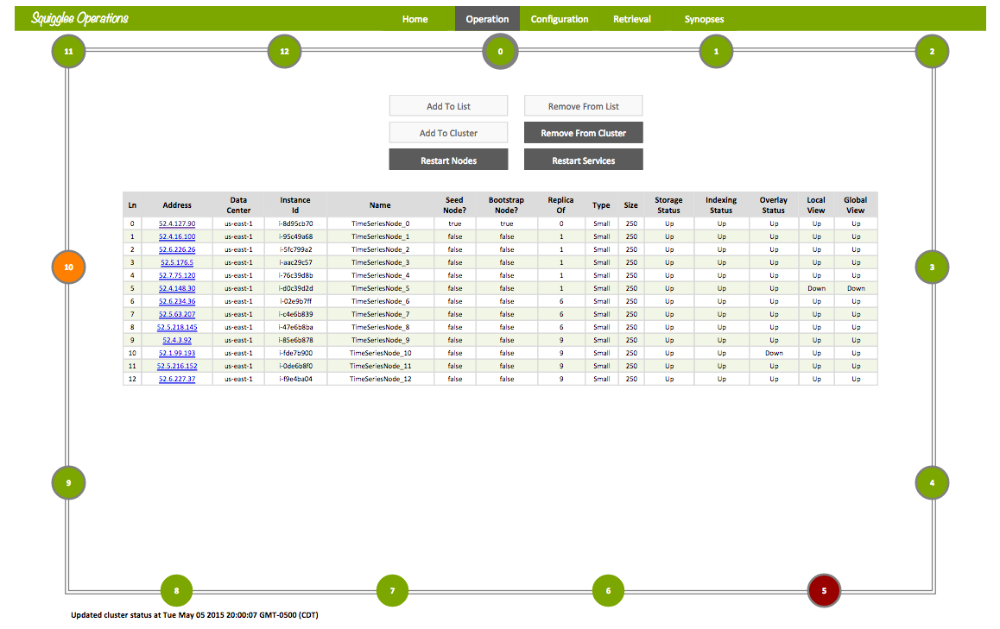 Squigglee Operations Home Operation Configuration Retrieval Synopses
11 12 0 1 2
Add To List Remove From List
Add To Cluster Remove From Cluster
Restart Nodes Restart Services
Ln Address Data Center Instance Id Name Seed Node? Bootstrap Node? Replica Of Type Size Storage Status Indexing Status Overlay Status Local View Global View
0 52.4.127.90 us-east-1 i-8d95cb70 TimeSeriesNode_0 true true 0 Small 250 Up Up Up Up Up
1 52.4.16.100 us-east-1 i-95c49a68 TimeSeriesNode_1 false false 1 Small 250 Up Up Up Up Up
2 52.6.226.26 us-east-1 i-5fc799a2 TimeSeriesNode_2 false false 1 Small 250 Up Up Up Up Up
3 52.5.176.5 us-east-1 i-aac29c57 TimeSeriesNode_3 false false 1 Small 250 Up Up Up Up Up
4 52.7.75.120 us-east-1 i-76c39d8b TimeSeriesNode_4 false false 1 Small 250 Up Up Up Up Up
5 52.4.148.30 us-east-1 i-d0c39d2d TimeSeriesNode_5 false false 1 Small 250 Up Up Up Down Down
6 52.6.234.36 us-east-1 i-02e9b7ff TimeSeriesNode_6 false false 6 Small 250 Up Up Up Up Up
7 52.5.63.207 us-east-1 i-c4e6b839 TimeSeriesNode_7 false false 6 Small 250 Up Up Up Up Up
8 52.5.218.145 us-east-1 i-47e6b8ba TimeSeriesNode_8 false false 6 Small 250 Up Up Up Up Up
9 52.4.3.92 us-east-1 i-85e6b878 TimeSeriesNode_9 false false 9 Small 250 Up Up Up Up Up
10 52.1.99.193 us-east-1 i-fde7b900 TimeSeriesNode_10 false false 9 Small 250 Up Up Down Up Up
11 52.5.216.152 us-east-1 i-0de6b8f0 TimeSeriesNode_11 false false 9 Small 250 Up Up Up Up Up
12 52.6.227.37 us-east-1 i-f9e4ba04 TimeSeriesNode_12 false false 9 Small 250 Up Up Up Up Up
10 3
9 4
8 7 6 5
Updated cluster status at Tue May 05 2015 20:00:07 GMT-0500 (CDT)